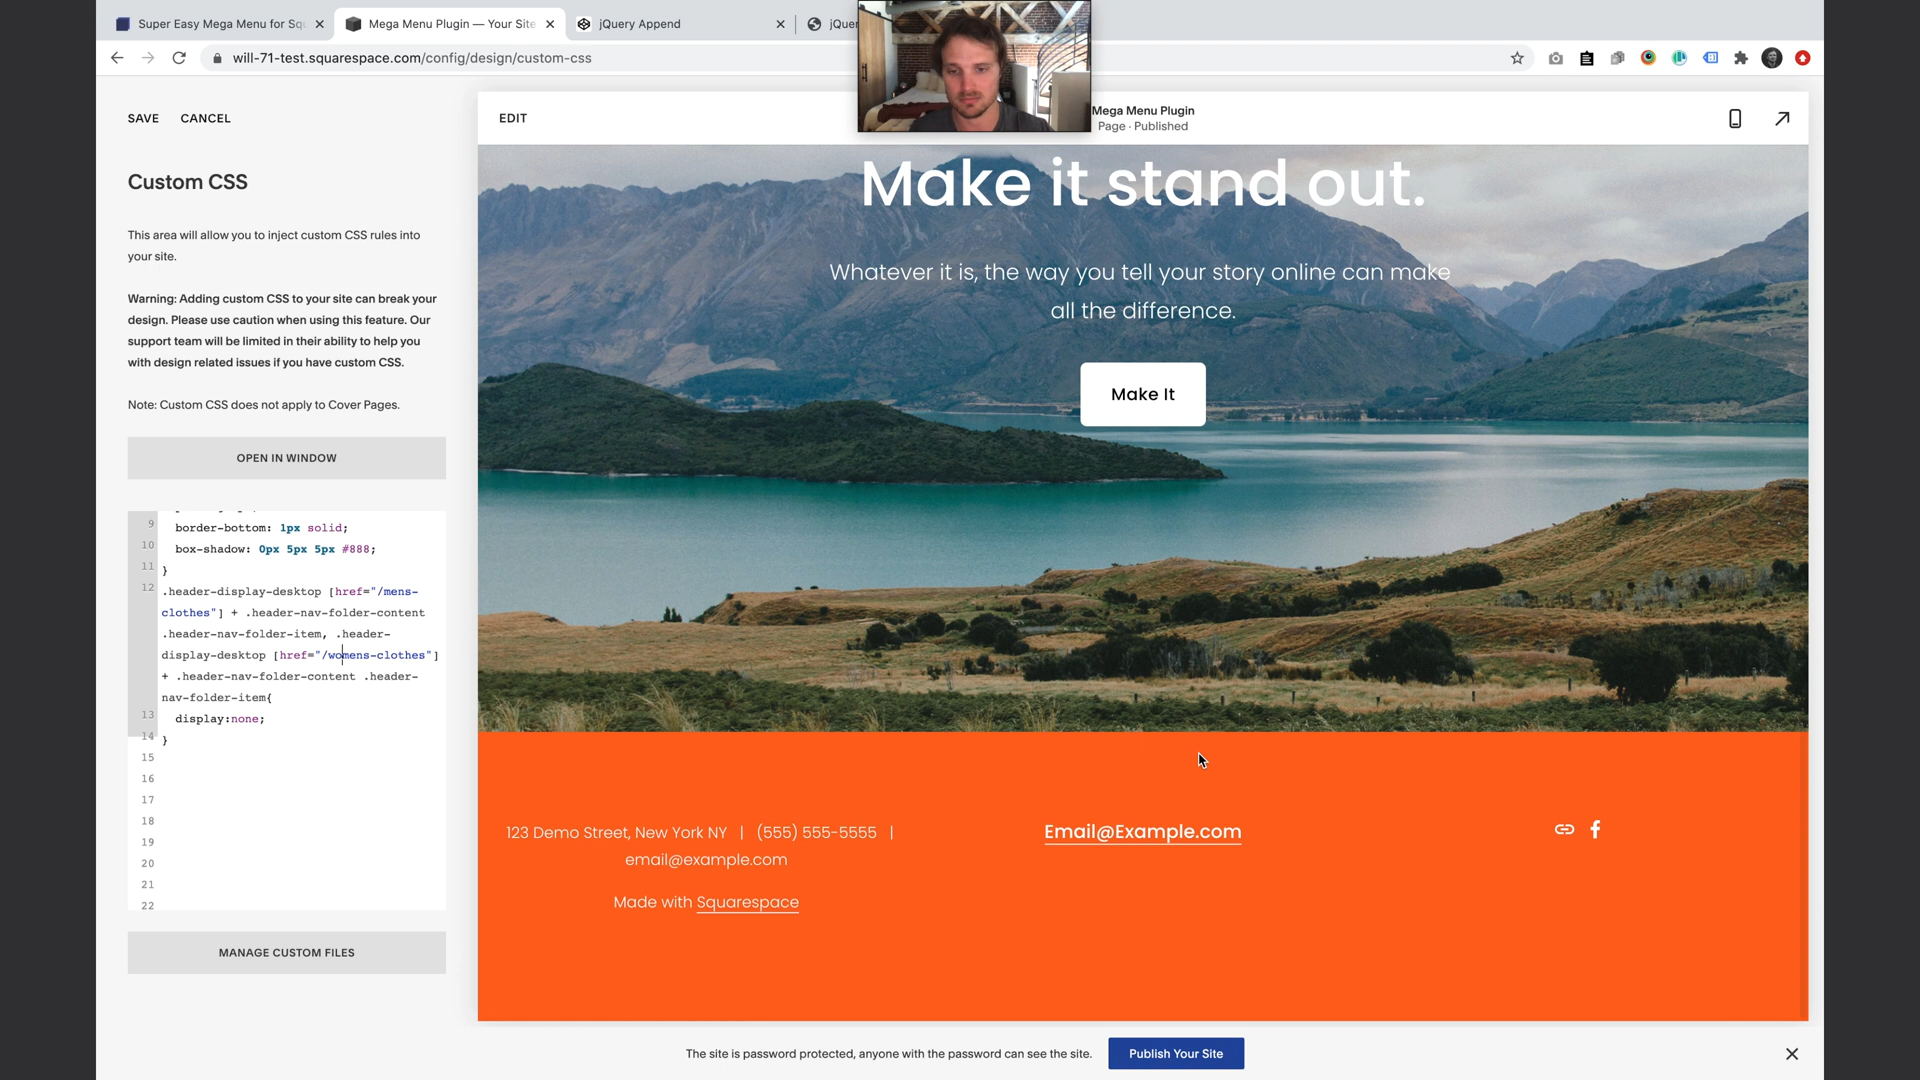 Super Easy Mega Menu for Squ
Mega Menu Plugin — Your Site
jQuery Append
jQuer
will-71-test.squarespace.com/config/design/custom-css
SAVE CANCEL
EDIT
Mega Menu Plugin
Page · Published
Custom CSS
This area will allow you to inject custom CSS rules into
your site.
Warning: Adding custom CSS to your site can break your
design. Please use caution when using this feature. Our
support team will be limited in their ability to help you
with design related issues if you have custom CSS.
Note: Custom CSS does not apply to Cover Pages.
OPEN IN WINDOW
9 border-bottom: 1px solid;
10 box-shadow: 0px 5px 5px #888;
11 }
12 .header-display-desktop [href="/mens-
clothes"] + .header-nav-folder-content
.header-nav-folder-item, .header-
display-desktop [href="/womens-clothes"]
+ .header-nav-folder-content .header-
nav-folder-item{
13 display:none;
14 }
15
16
17
18
19
20
21
22
MANAGE CUSTOM FILES
Make it stand out.
Whatever it is, the way you tell your story online can make
all the difference.
Make It
123 Demo Street, New York NY | (555) 555-5555 |
email@example.com
Made with Squarespace
Email@Example.com
The site is password protected, anyone with the password can see the site.
Publish Your Site